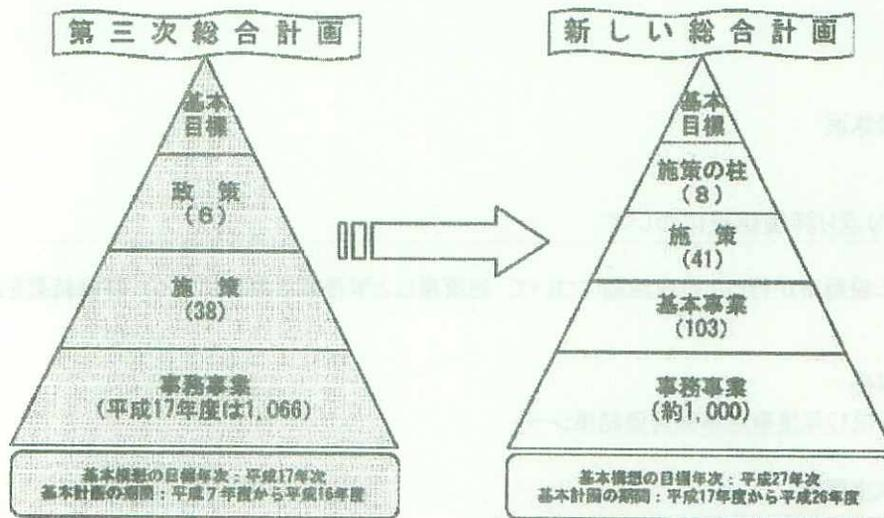 第三次総合計画
基本
目標
政策
(6)
施策
(38)
事務事業
(平成17年度は1,066)
基本構想の目標年次：平成17年次
基本計画の期間：平成7年度から平成16年度
新しい総合計画
基本
目標
施策の柱
(8)
施策
(41)
基本事業
(103)
事務事業
(約1,000)
基本構想の目標年次：平成27年次
基本計画の期間：平成17年度から平成26年度